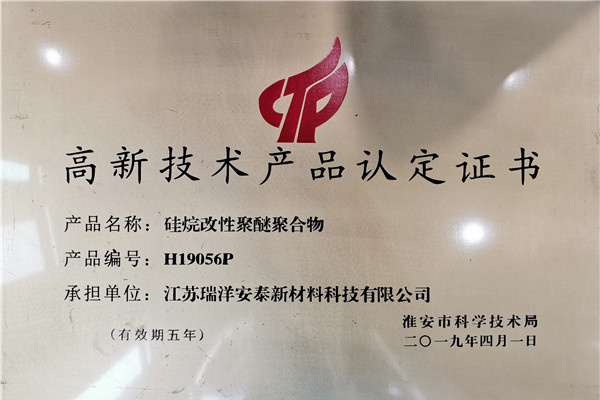 高新技术产品认定证书
产品名称：硅烷改性聚醚聚合物
产品编号：H19056P
承担单位：江苏瑞洋安泰新材料科技有限公司
（有效期五年）
淮安市科学技术局
二〇一九年四月一日